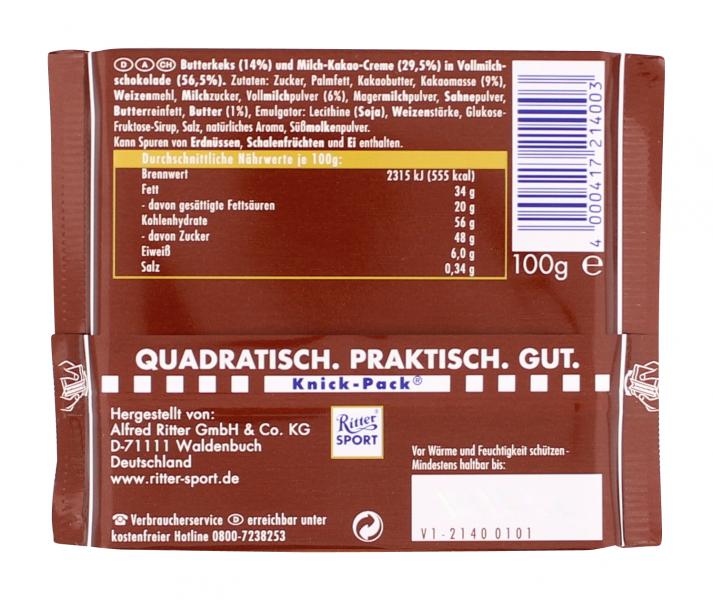 D A CH Butterkeks (14%) und Milch-Kakao-Creme (29,5%) in Vollmilch-
schokolade (56,5%). Zutaten: Zucker, Palmfett, Kakaobutter, Kakaomasse (9%),
Weizenmehl, Milchzucker, Vollmilchpulver (6%), Magermilchpulver, Sahnepulver,
Butterreinfett, Butter (1%), Emulgator: Lecithine (Soja), Weizenstärke, Glukose-
Fruktose-Sirup, Salz, natürliches Aroma, Süßmolkenpulver.
Kann Spuren von Erdnüssen, Schalenfrüchten und Ei enthalten.
Durchschnittliche Nährwerte je 100g:
Brennwert 2315 kJ (555 kcal)
Fett 34 g
- davon gesättigte Fettsäuren 20 g
Kohlenhydrate 56 g
- davon Zucker 48 g
Eiweiß 6,0 g
Salz 0,34 g
4 000417 214003
100g e
QUADRATISCH. PRAKTISCH. GUT.
Knick-Pack®
Hergestellt von:
Alfred Ritter GmbH & Co. KG
D-71111 Waldenbuch
Deutschland
www.ritter-sport.de
Ritter
SPORT
Vor Wärme und Feuchtigkeit schützen -
Mindestens haltbar bis:
V1-2140 0101
☎ Verbraucherservice D erreichbar unter
kostenfreier Hotline 0800-7238253